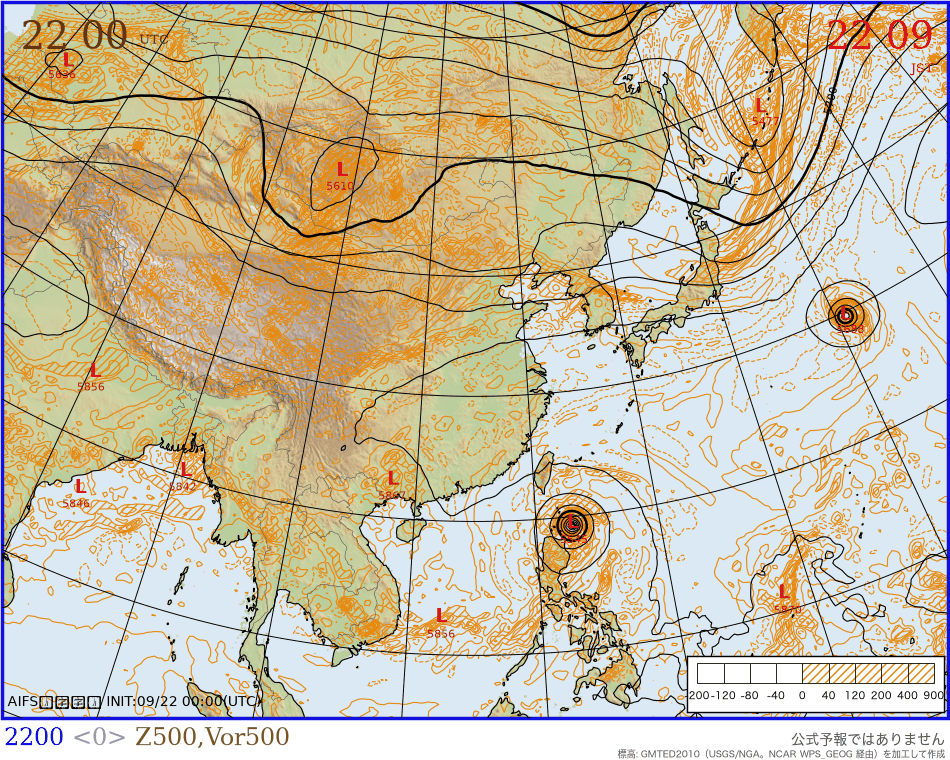 22 00 UTC
22 09
JST
L
5636
L
5477
L
5610
L
L
5856
L
5842
L
5846
L
L
L
5856
L
5820
200 -120 -80 -40 0 40 120 200 400 900
AIFS INIT:09/22 00:00(UTC)
2200 <0> Z500,Vor500
公式予報ではありません
標高: GMTED2010（USGS/NGA。NCAR WPS_GEOG 経由）を加工して作成